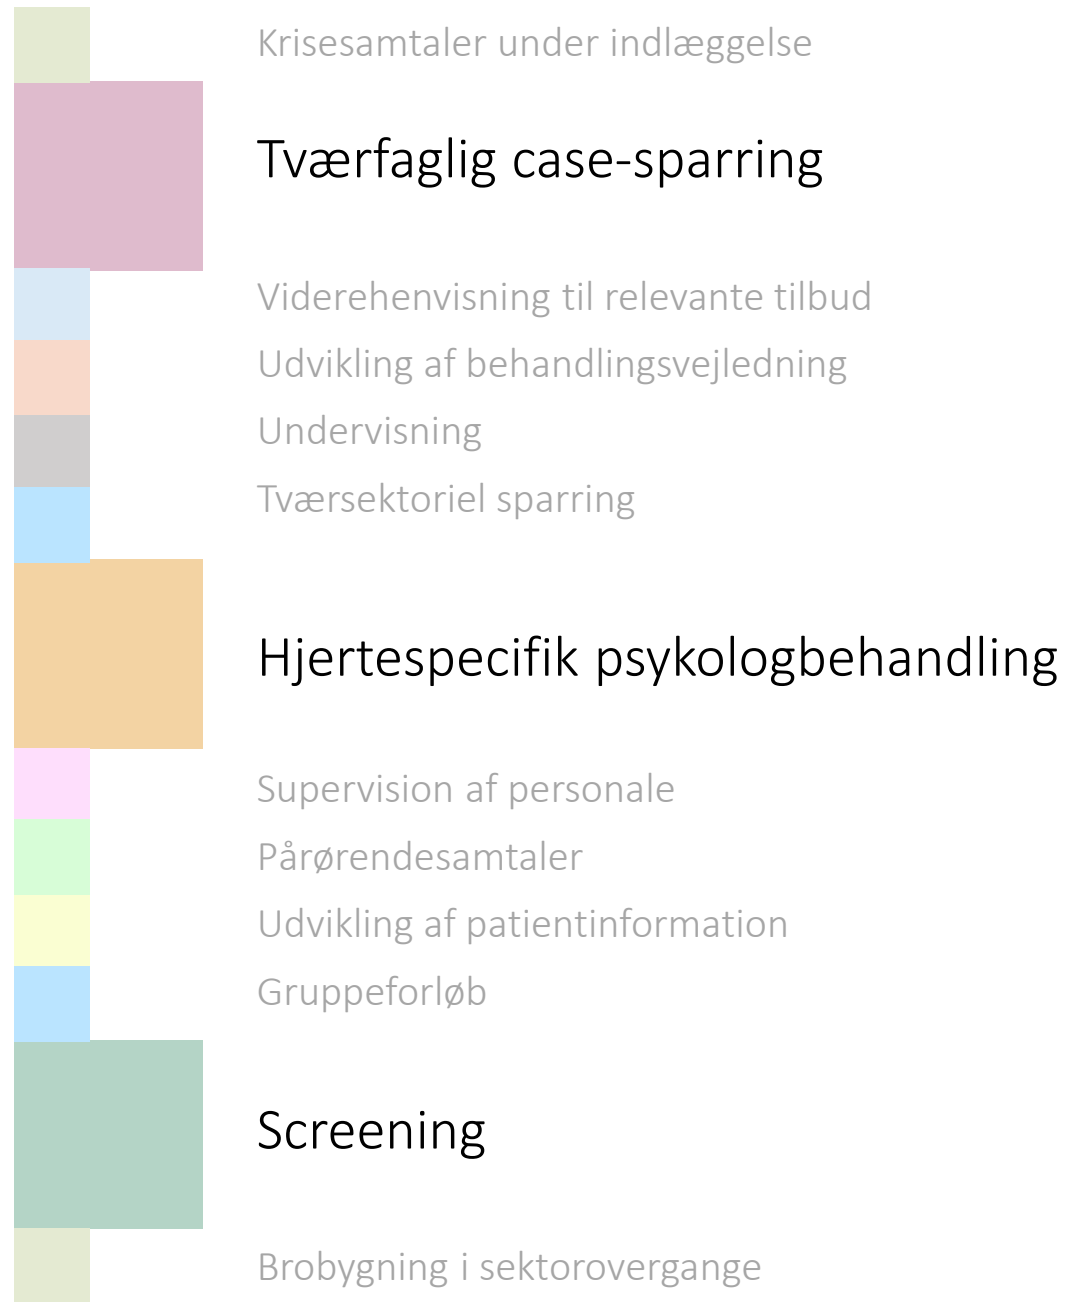 Krisesamtaler under indlæggelse
Tværfaglig case-sparring
Viderehenvisning til relevante tilbud
Udvikling af behandlingsvejledning
Undervisning
Tværsektoriel sparring
Hjertespecifik psykologbehandling
Supervision af personale
Pårørendesamtaler
Udvikling af patientinformation
Gruppeforløb
Screening
Brobygning i sektorovergange